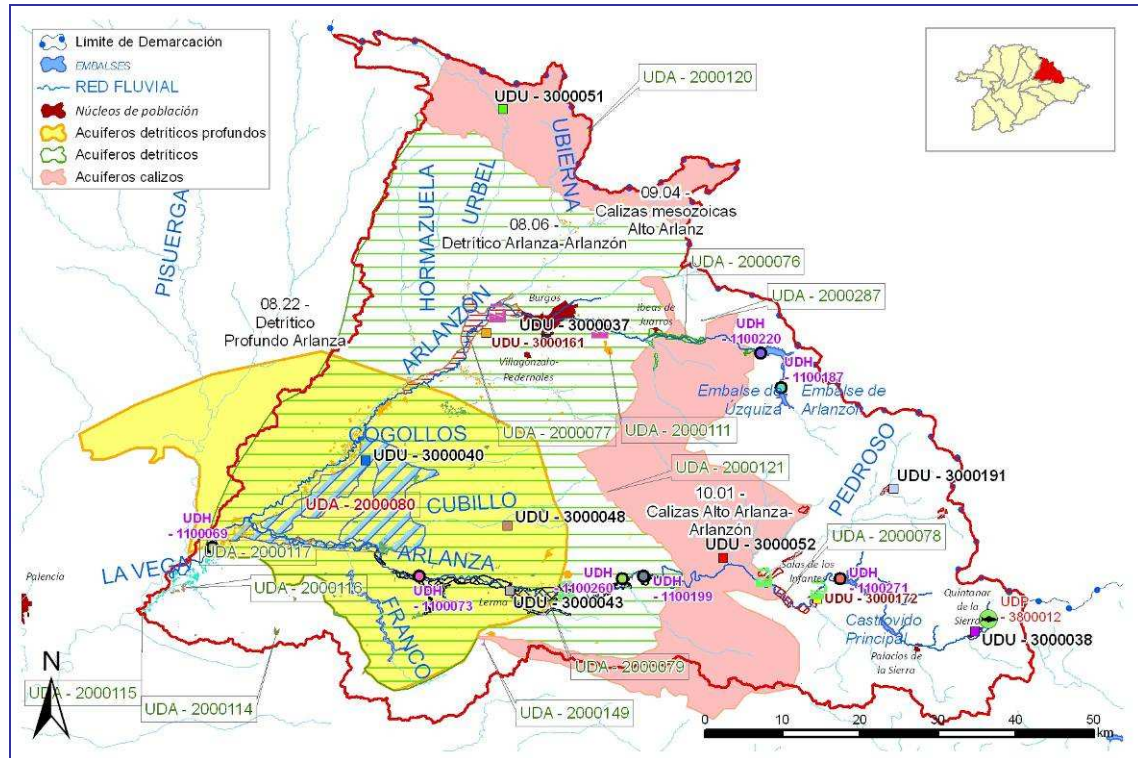 Límite de Demarcación
EMBALSES
RED FLUVIAL
Núcleos de población
Acuíferos detríticos profundos
Acuíferos detríticos
Acuíferos calizos
UDA - 2000120
UDU - 3000051
UBIERNA
URBEL
HORMAZUELA
PISUERGA
09.04 -
Calizas mesozoicas
Alto Arlanz
08.06 -
Detrítico Arlanza-Arlanzón
UDA - 2000076
UDA - 2000287
08.22 -
Detrítico
Profundo Arlanza
ARLANZÓN
Burgos
Ibeas de
Juarros
UDU - 3000037
UDU - 3000161
Villagonzalo-
Pedernales
UDH
-1100220
UDH
- 1100187
Embalse de
Úzquiza
Embalse de
Arlanzón
UDA - 2000077
UDA - 2000111
COGOLLOS
UDU - 3000040
UDA - 2000121
PEDROSO
UDU - 3000191
UDA - 2000080
CUBILLO
UDU - 3000048
10.01 -
Calizas Alto Arlanza-
Arlanzón
UDU - 3000052
UDH
- 1100069
UDA - 2000117
ARLANZA
UDA - 2000078
LA VEGA
Palencia
UDA - 2000116
Salas de los
Infantes
UDH
- 1100073
Lerma
UDU - 3000043
UDH
-1100260
UDH
- 1100199
UDH
-1100271
UDU - 3000172
Quintanar
de la
Sierra
UDP
- 3800012
UDU - 3000038
Castrovido
Principal
Palacios de
la Sierra
FRANCO
UDA - 2000079
N
UDA - 2000115
UDA - 2000114
UDA - 2000149
0 10 20 30 40 50
km